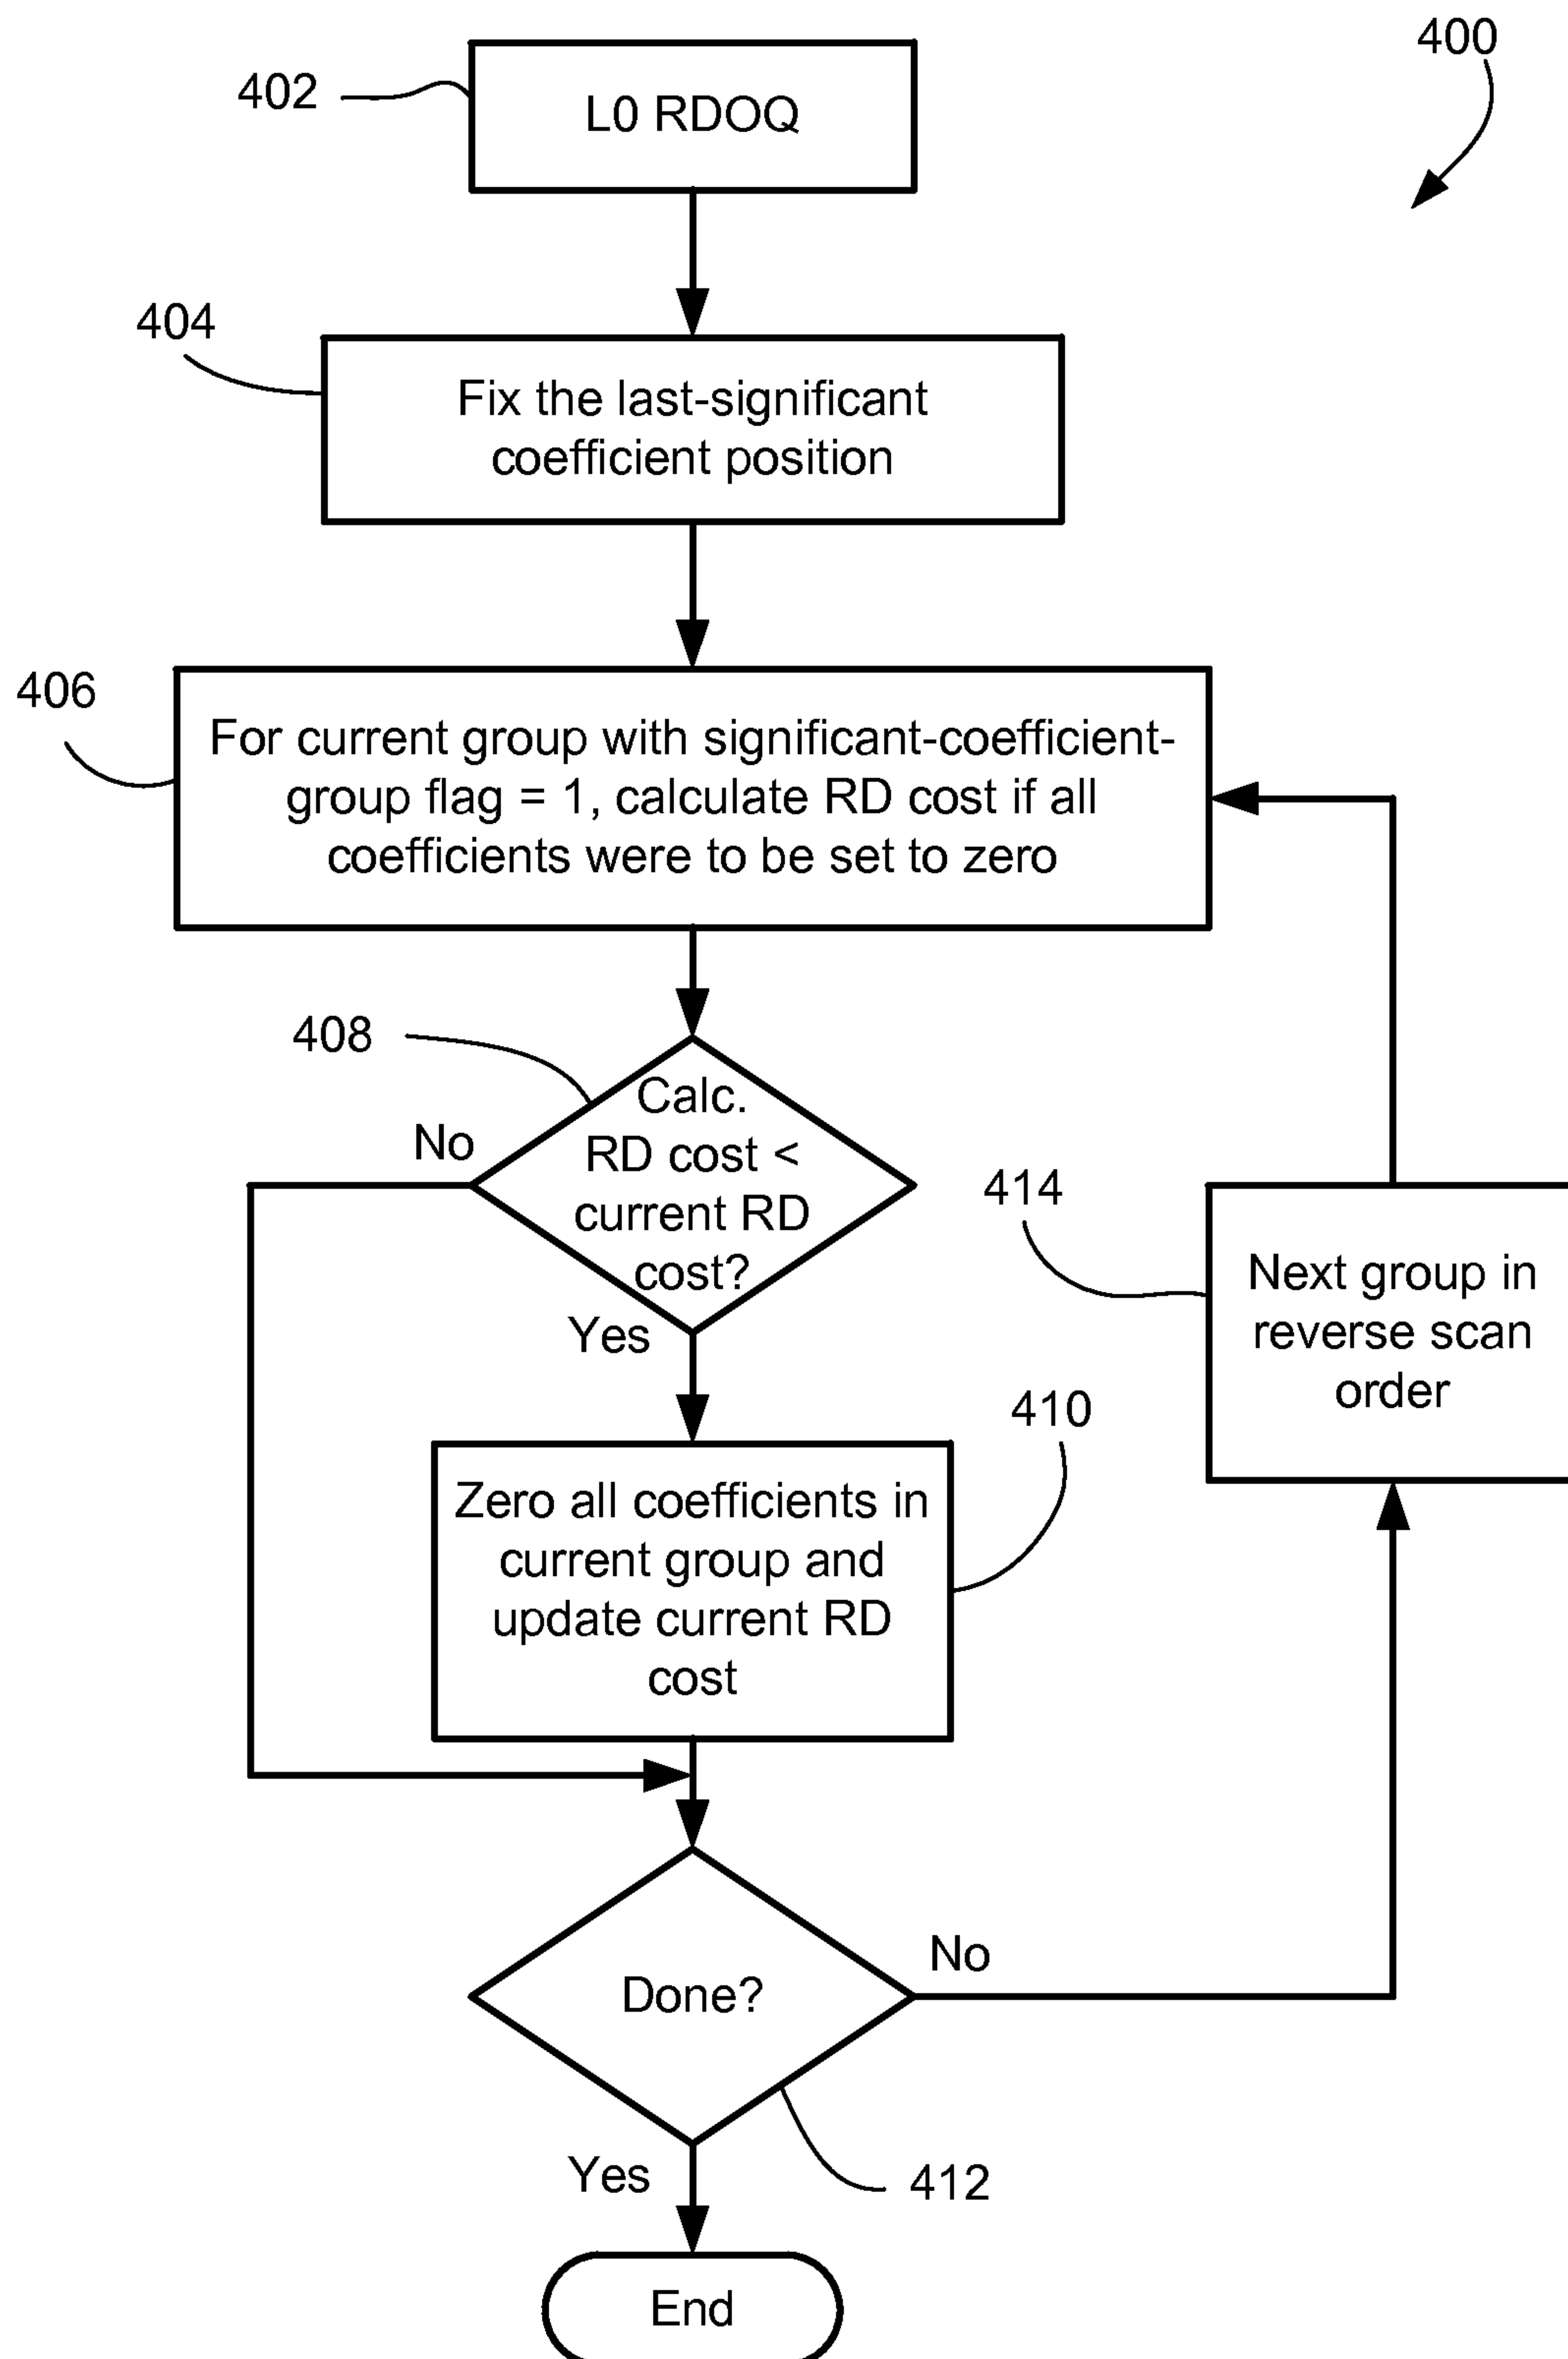 400
402
L0 RDOQ
404
Fix the last-significant
coefficient position
406
For current group with significant-coefficient-
group flag = 1, calculate RD cost if all
coefficients were to be set to zero
408
Calc.
RD cost <
current RD
cost?
No
Yes
414
Next group in
reverse scan
order
410
Zero all coefficients in
current group and
update current RD
cost
Done?
No
Yes
412
End